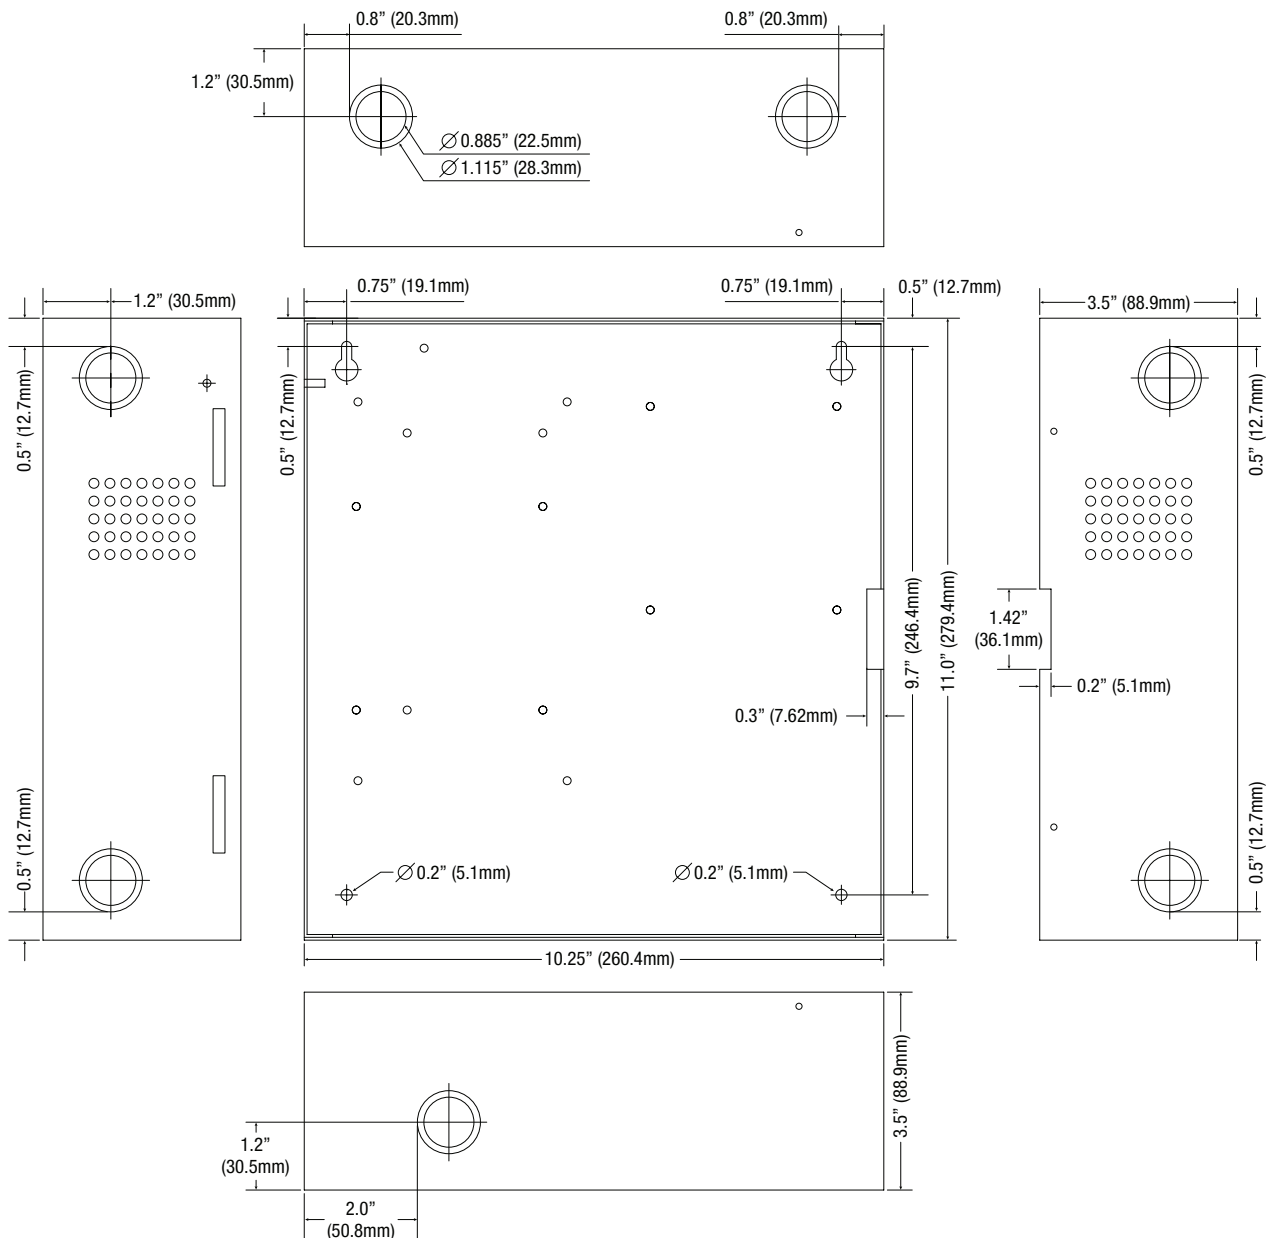 0.8” (20.3mm)
0.8” (20.3mm)
1.2” (30.5mm)
∅ 0.885” (22.5mm)
∅ 1.115” (28.3mm)
1.2” (30.5mm)
0.75” (19.1mm)
0.75” (19.1mm)
0.5” (12.7mm)
3.5” (88.9mm)
0.5” (12.7mm)
0.5” (12.7mm)
0.5” (12.7mm)
9.7” (246.4mm)
11.0” (279.4mm)
1.42”
(36.1mm)
0.2” (5.1mm)
0.3” (7.62mm)
0.5” (12.7mm)
∅ 0.2” (5.1mm)
∅ 0.2” (5.1mm)
0.5” (12.7mm)
10.25” (260.4mm)
3.5” (88.9mm)
1.2”
(30.5mm)
2.0”
(50.8mm)